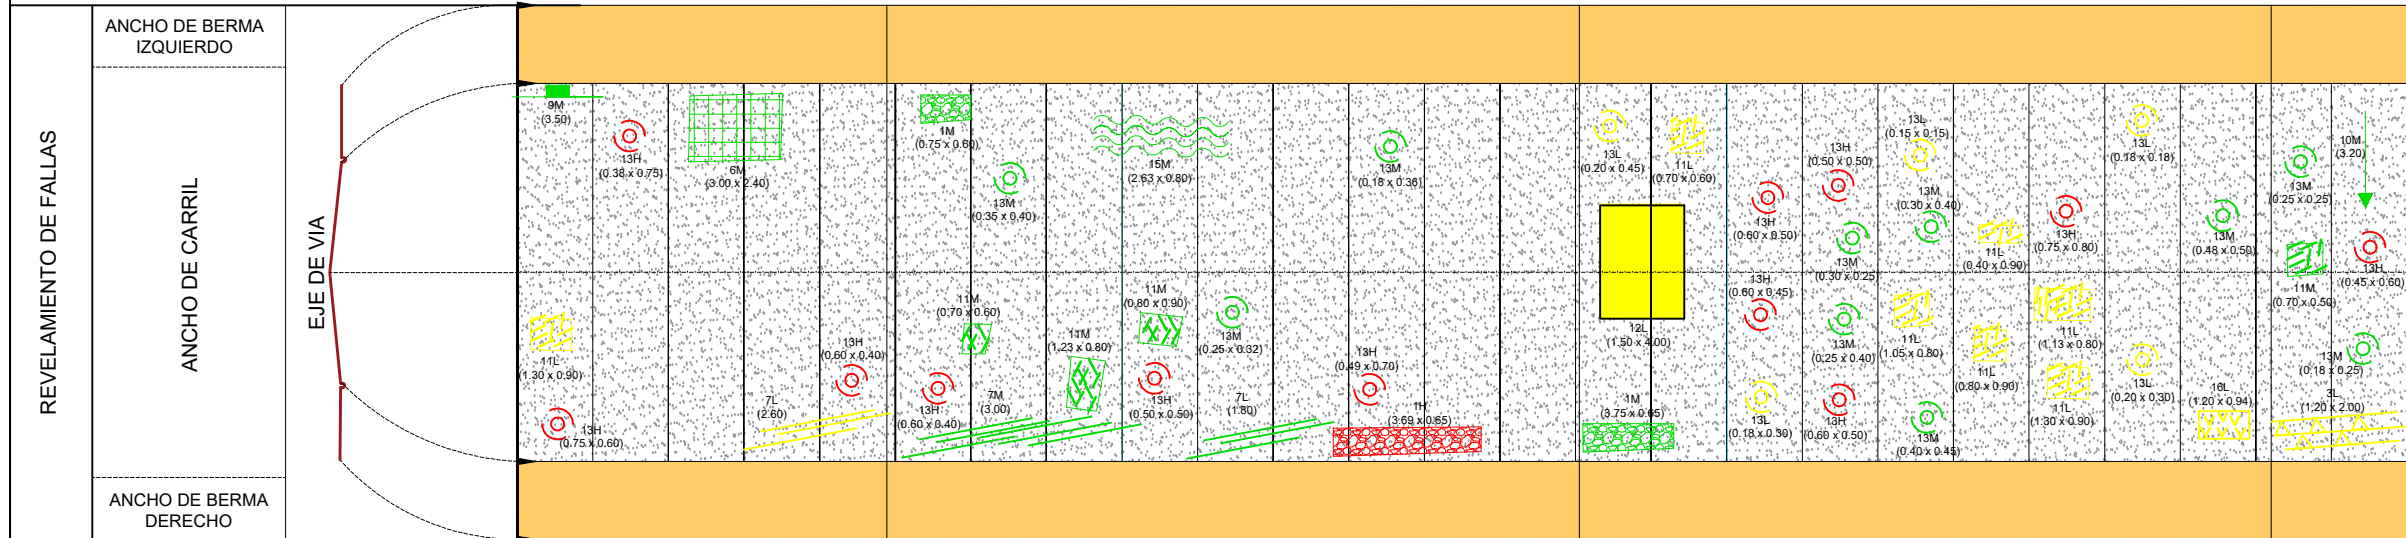 REVELAMIENTO DE FALLAS
ANCHO DE BERMA
IZQUIERDO
ANCHO DE CARRIL
ANCHO DE BERMA
DERECHO
EJE DE VIA
9M
(3.50)
13H
(0.38 x 0.75)
6M
(3.00 x 2.40)
11L
(1.30 x 0.90)
13H
(0.75 x 0.60)
7L
(2.60)
13H
(0.60 x 0.40)
1M
(0.75 x 0.60)
13M
(0.35 x 0.40)
11M
(0.70 x 0.60)
13H
(0.60 x 0.40)
7M
(3.00)
11M
(1.23 x 0.80)
15M
(2.63 x 0.80)
11M
(0.80 x 0.90)
13H
(0.50 x 0.50)
13M
(0.25 x 0.32)
7L
(1.80)
13M
(0.18 x 0.36)
13H
(0.49 x 0.70)
1H
(3.69 x 0.65)
13L
(0.20 x 0.45)
11L
(0.70 x 0.60)
12L
(1.50 x 4.00)
1M
(3.75 x 0.65)
13H
(0.60 x 0.50)
13H
(0.60 x 0.45)
13L
(0.18 x 0.30)
13H
(0.50 x 0.50)
13M
(0.30 x 0.25
13M
(0.25 x 0.40)
13H
(0.60 x 0.50)
13L
(0.15 x 0.15)
13M
(0.30 x 0.40)
11L
(1.05 x 0.80)
13M
(0.40 x 0.45)
11L
(0.40 x 0.90)
11L
(0.80 x 0.90)
13H
(0.75 x 0.80)
11L
(1.13 x 0.80)
11L
(1.30 x 0.90)
13L
(0.18 x 0.18)
13L
(0.20 x 0.30)
13M
(0.48 x 0.50)
16L
(1.20 x 0.94)
13M
(0.25 x 0.25)
11M
(0.70 x 0.50)
10M
(3.20)
13H
(0.45 x 0.60)
13M
(0.18 x 0.25)
3L
(1.20 x 2.00)